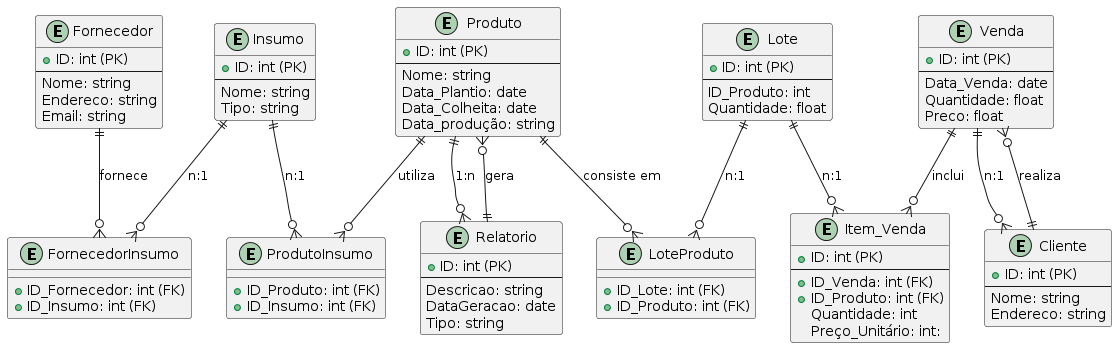 E Fornecedor
ID: int (PK)
Nome: string
Endereco: string
Email: string
E Insumo
ID: int (PK)
Nome: string
Tipo: string
E Produto
ID: int (PK)
Nome: string
Data_Plantio: date
Data_Colheita: date
Data_produção: string
E Lote
ID: int (PK)
ID_Produto: int
Quantidade: float
E Venda
ID: int (PK)
Data_Venda: date
Quantidade: float
Preco: float
fornece
n:1
n:1
utiliza
1:n
gera
consiste em
n:1
n:1
inclui
n:1
realiza
E FornecedorInsumo
ID_Fornecedor: int (FK)
ID_Insumo: int (FK)
E ProdutoInsumo
ID_Produto: int (FK)
ID_Insumo: int (FK)
E Relatorio
ID: int (PK)
Descricao: string
DataGeracao: date
Tipo: string
E LoteProduto
ID_Lote: int (FK)
ID_Produto: int (FK)
E Item_Venda
ID: int (PK)
ID_Venda: int (FK)
ID_Produto: int (FK)
Quantidade: int
Preço_Unitário: int:
E Cliente
ID: int (PK)
Nome: string
Endereco: string